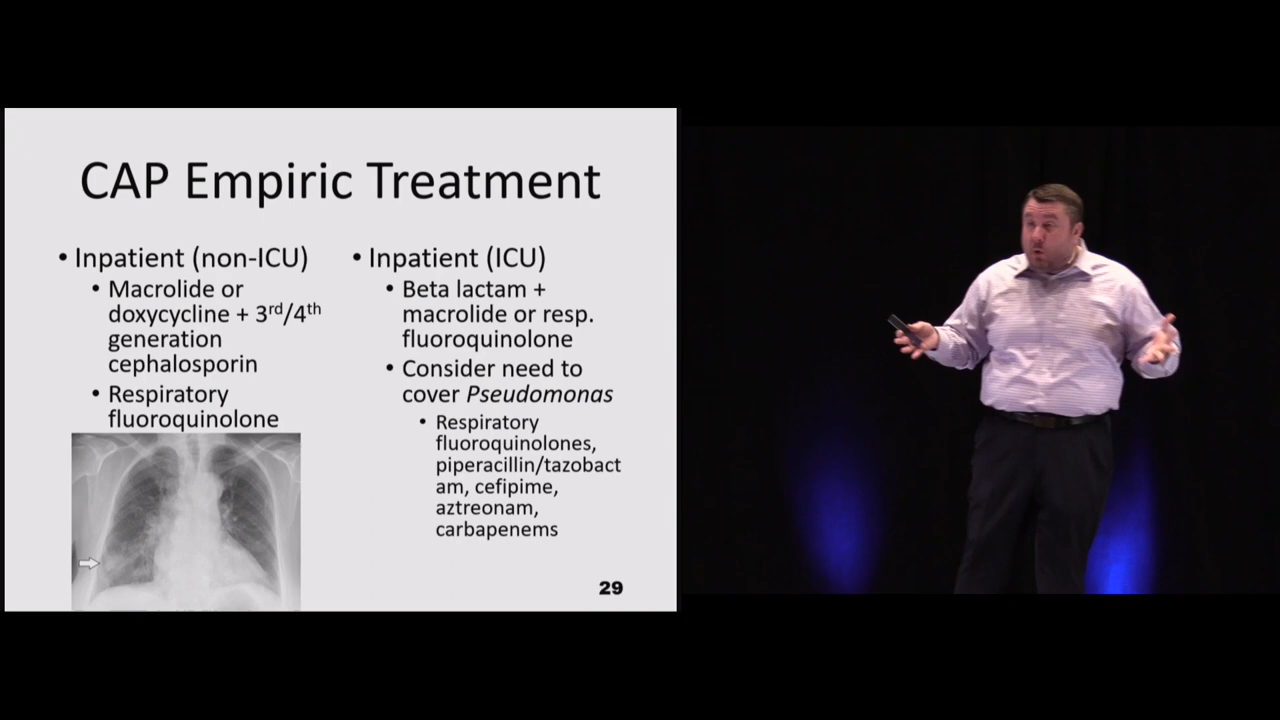 CAP Empiric Treatment
• Inpatient (non-ICU)
• Macrolide or
doxycycline + 3rd/4th
generation
cephalosporin
• Respiratory
fluoroquinolone
• Inpatient (ICU)
• Beta lactam +
macrolide or resp.
fluoroquinolone
• Consider need to
cover Pseudomonas
• Respiratory
fluoroquinolones,
piperacillin/tazobact
am, cefipime,
aztreonam,
carbapenems
29